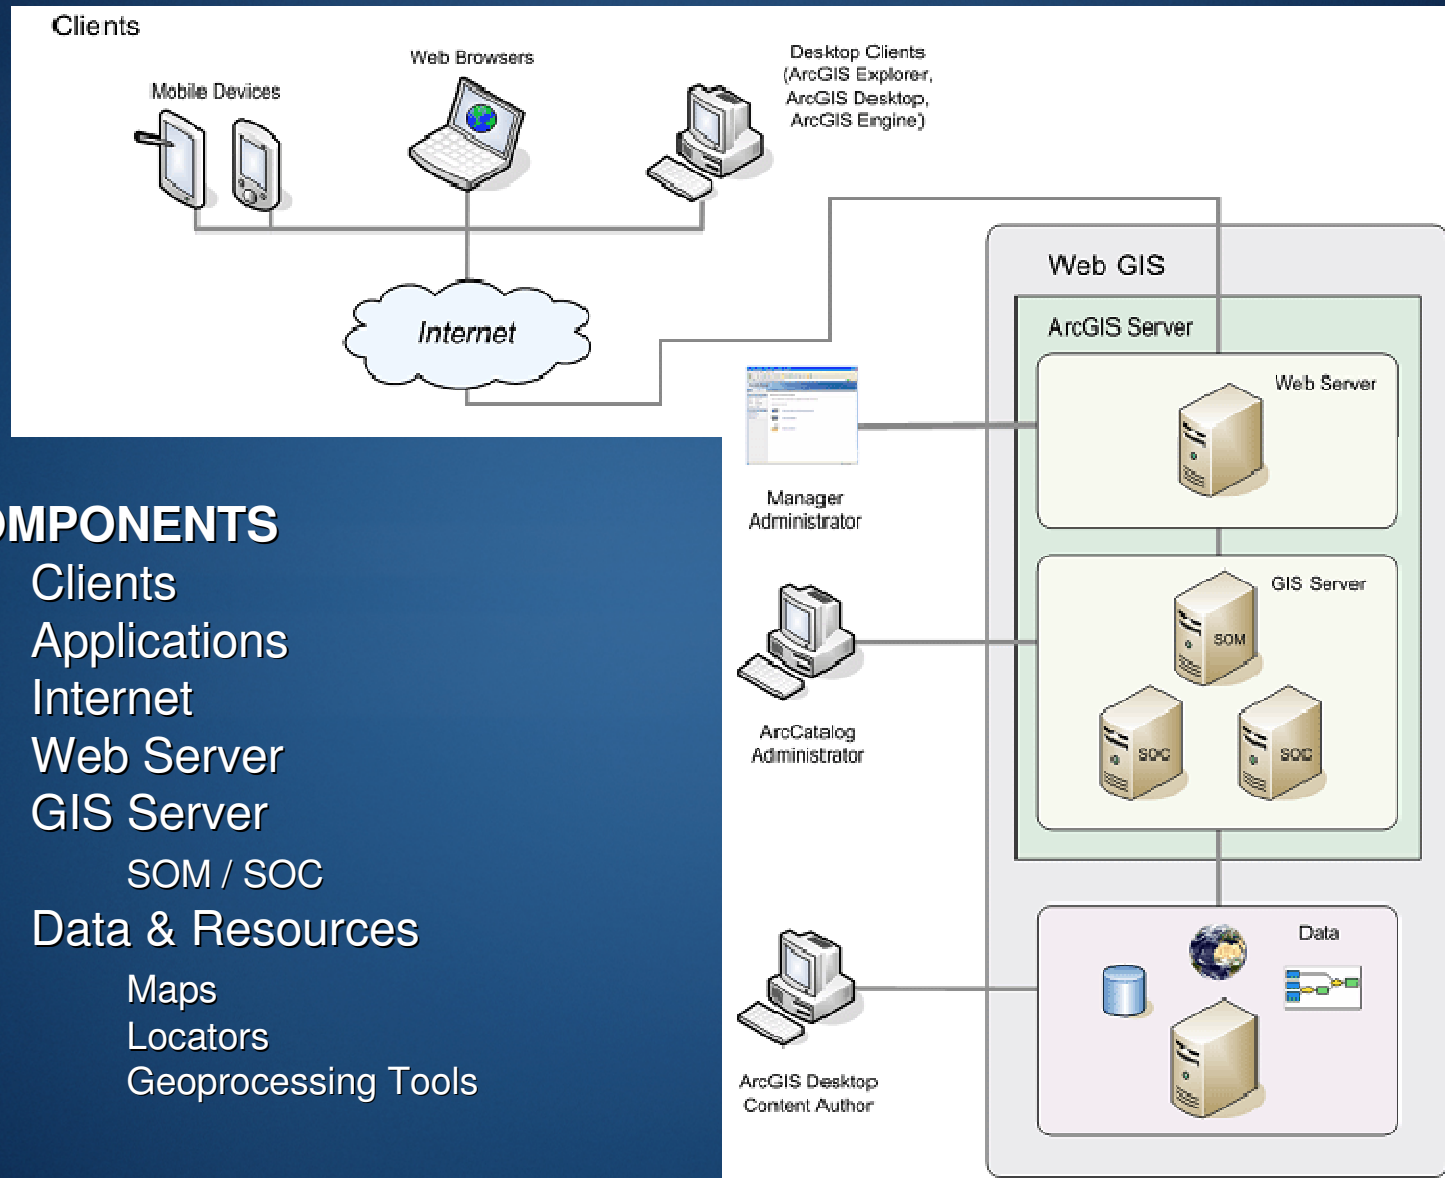 Clients
Mobile Devices
Web Browsers
Desktop Clients
(ArcGIS Explorer,
ArcGIS Desktop,
ArcGIS Engine)
Internet
Web GIS
ArcGIS Server
Web Server
Manager
Administrator
GIS Server
SOM
SOC
SOC
ArcCatalog
Administrator
Data
ArcGIS Desktop
Content Author
OMPONENTS
Clients
Applications
Internet
Web Server
GIS Server
SOM / SOC
Data & Resources
Maps
Locators
Geoprocessing Tools